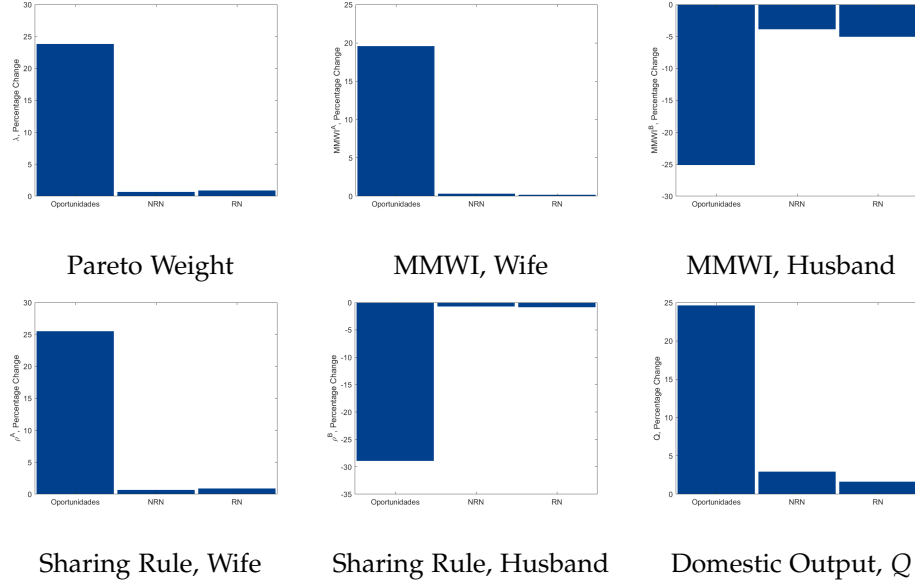 30
25
20
15
10
5
0
λ, Percentage Change
Oportunidades NRN RN
Pareto Weight
25
20
15
10
5
0
MMWI^A, Percentage Change
Oportunidades NRN RN
MMWI, Wife
0
-5
-10
-15
-20
-25
-30
MMWI^B, Percentage Change
Oportunidades NRN RN
MMWI, Husband
30
25
20
15
10
5
0
ρ^A, Percentage Change
Oportunidades NRN RN
Sharing Rule, Wife
0
-5
-10
-15
-20
-25
-30
-35
ρ^B, Percentage Change
Oportunidades NRN RN
Sharing Rule, Husband
25
20
15
10
5
0
Q, Percentage Change
Oportunidades NRN RN
Domestic Output, Q